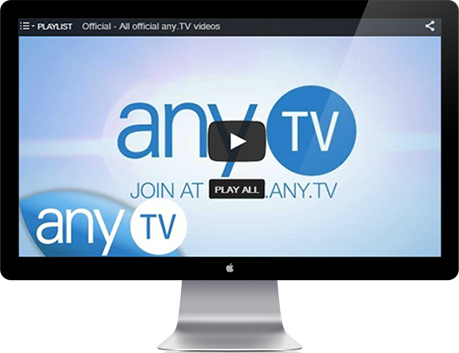 PLAYLIST Official - All official any.TV videos
any TV
JOIN AT .ANY.TV
PLAY ALL
any TV